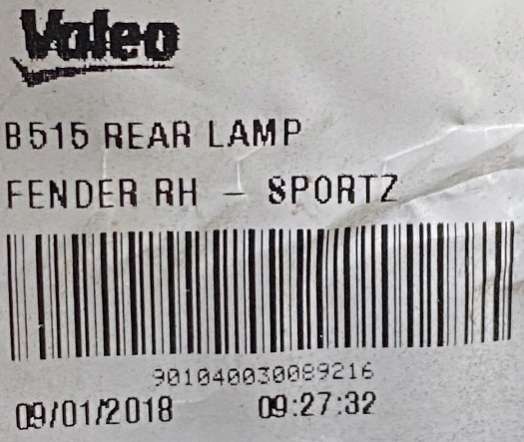 Valeo
B515 REAR LAMP
FENDER RH - SPORTZ
901040030089216
09/01/2018 09:27:32